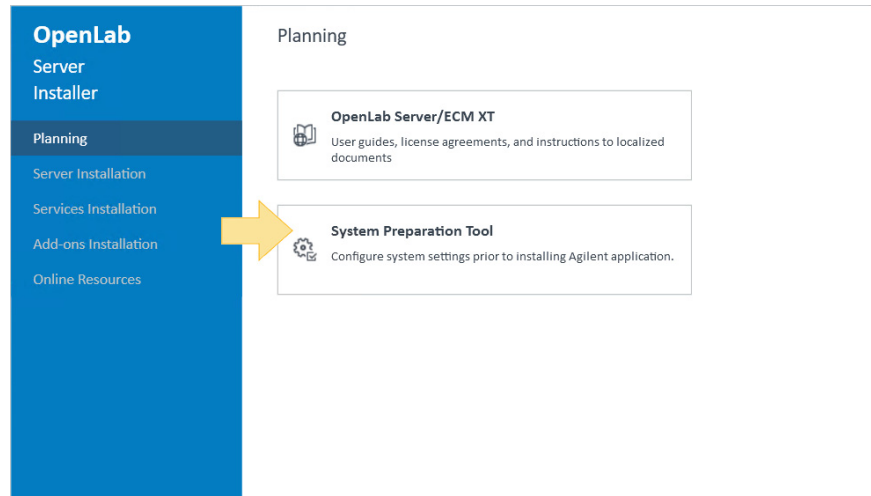 OpenLab
Server
Installer
Planning
Server Installation
Services Installation
Add-ons Installation
Online Resources
Planning
OpenLab Server/ECM XT
User guides, license agreements, and instructions to localized
documents
System Preparation Tool
Configure system settings prior to installing Agilent application.